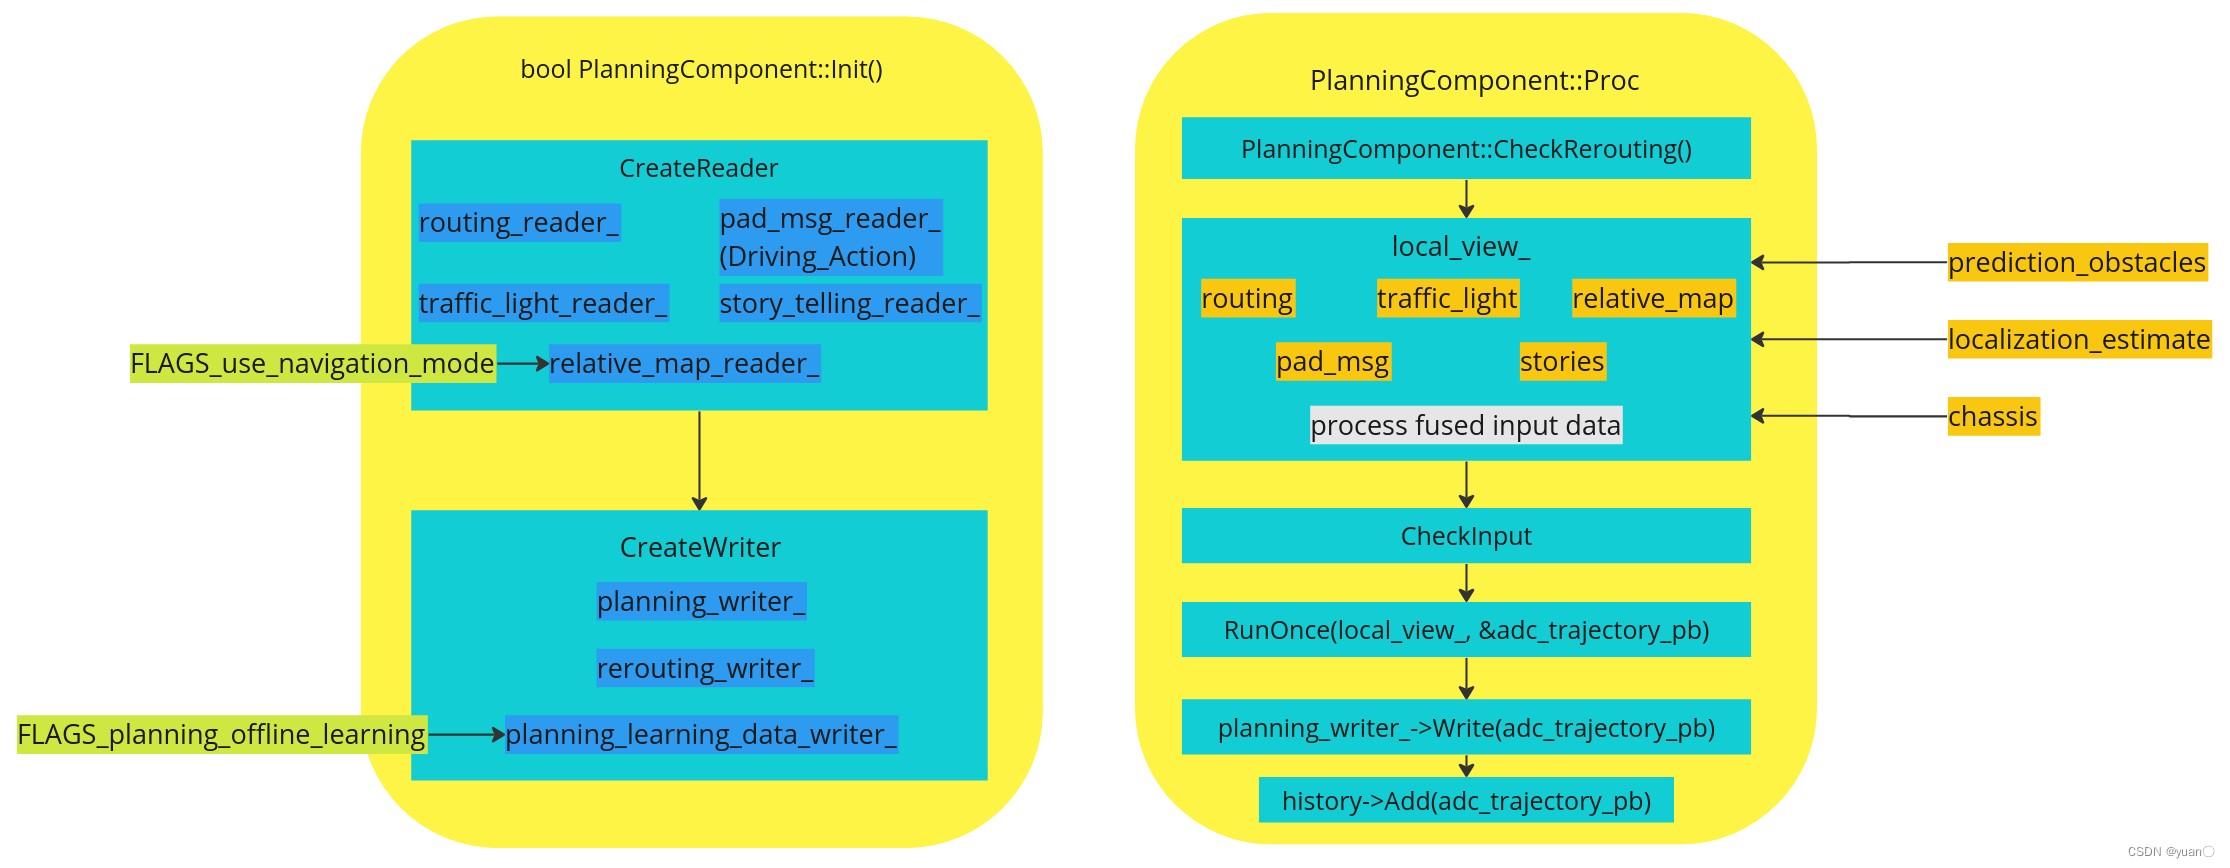 bool PlanningComponent::Init()
CreateReader
routing_reader_
pad_msg_reader_
(Driving_Action)
traffic_light_reader_
story_telling_reader_
FLAGS_use_navigation_mode
relative_map_reader_
CreateWriter
planning_writer_
rerouting_writer_
FLAGS_planning_offline_learning
planning_learning_data_writer_
PlanningComponent::Proc
PlanningComponent::CheckRerouting()
local_view_
routing
traffic_light
relative_map
pad_msg
stories
process fused input data
prediction_obstacles
localization_estimate
chassis
CheckInput
RunOnce(local_view_, &adc_trajectory_pb)
planning_writer_->Write(adc_trajectory_pb)
history->Add(adc_trajectory_pb)
CSDN @yuan〇